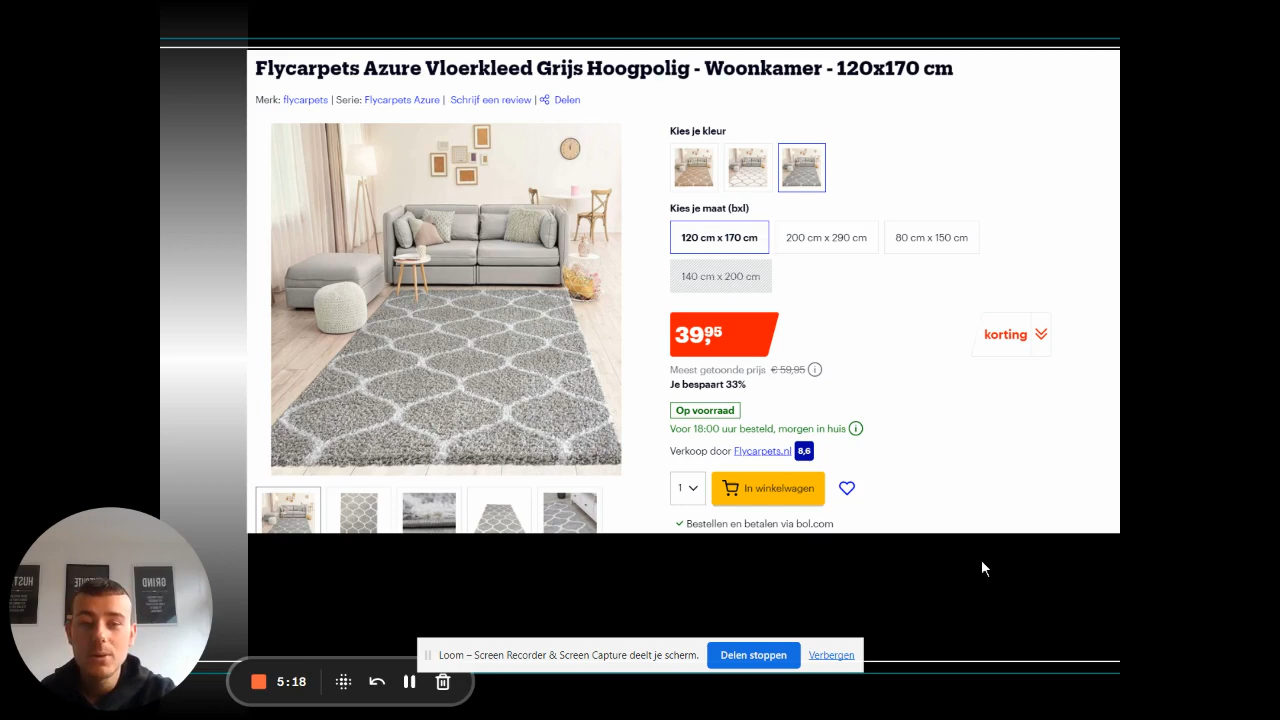 Flycarpets Azure Vloerkleed Grijs Hoogpolig - Woonkamer - 120x170 cm
Merk: flycarpets | Serie: Flycarpets Azure | Schrijf een review | Delen
Kies je kleur
Kies je maat (bxl)
120 cm x 170 cm 200 cm x 290 cm 80 cm x 150 cm
140 cm x 200 cm
39,95
korting
Meest getoonde prijs € 59,95
Je bespaart 33%
Op voorraad
Voor 18:00 uur besteld, morgen in huis
Verkoop door Flycarpets.nl 8,6
1 In winkelwagen
Bestellen en betalen via bol.com
HUST
GRIND
Loom – Screen Recorder & Screen Capture deelt je scherm. Delen stoppen Verbergen
5:18